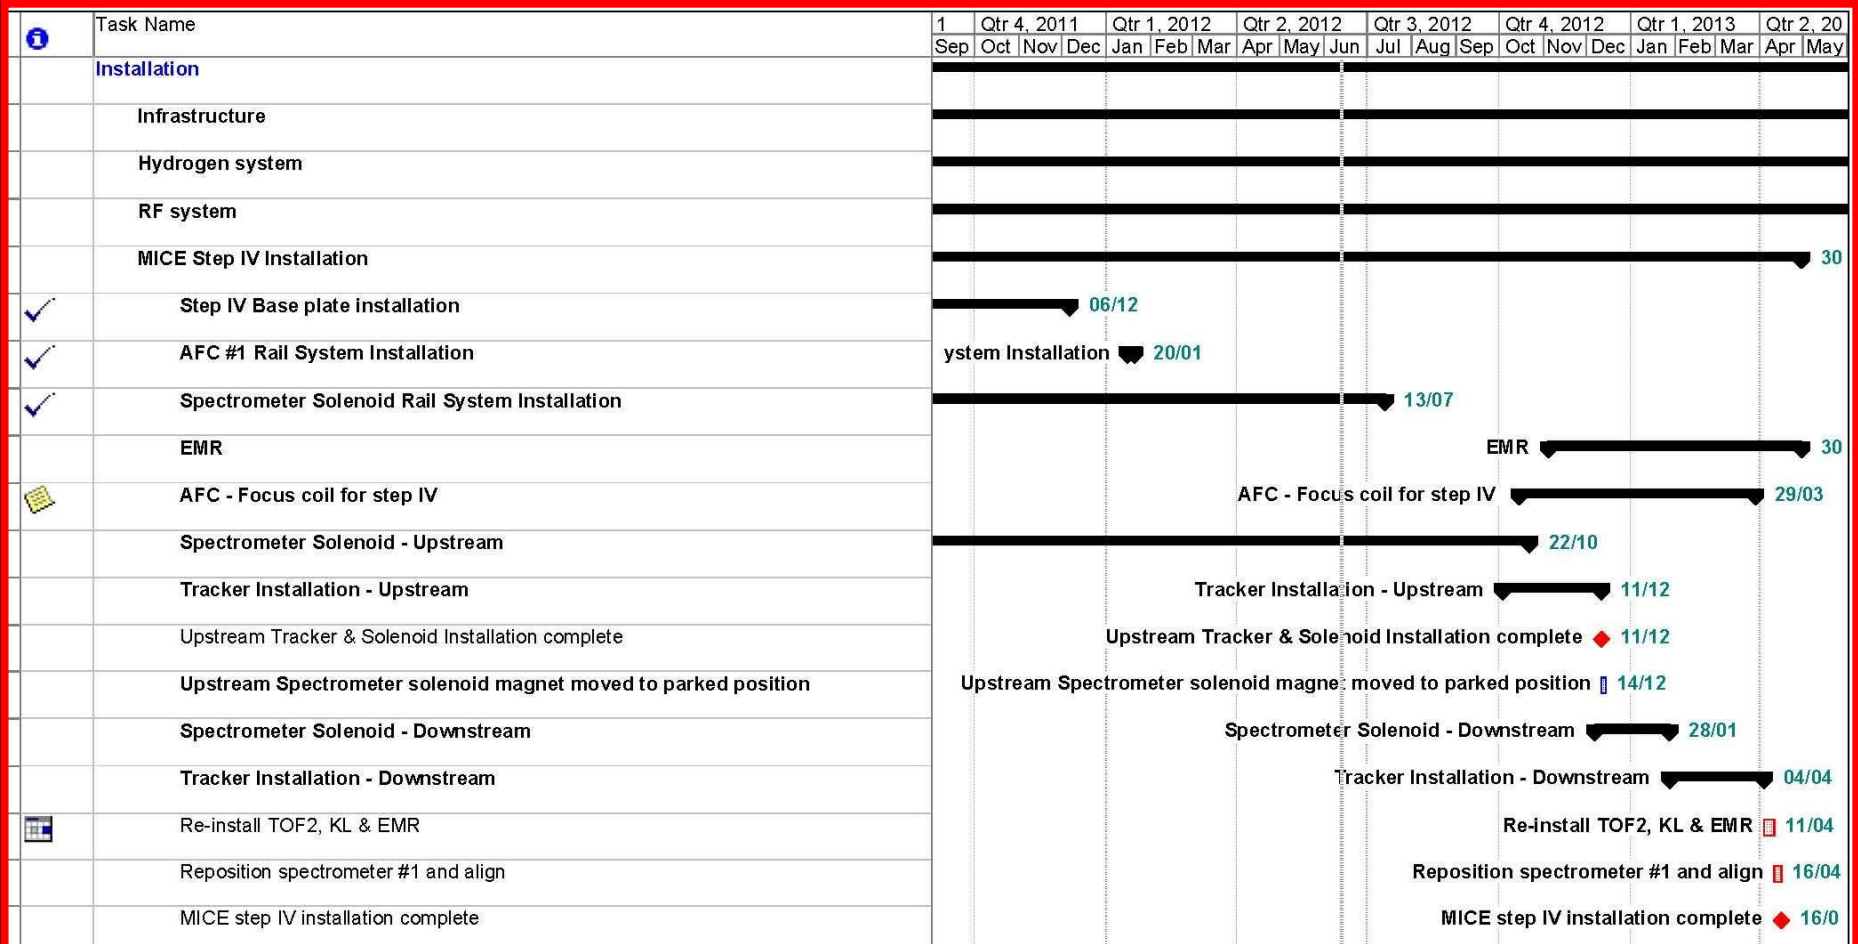 Task Name
1 Qtr 4, 2011 Qtr 1, 2012 Qtr 2, 2012 Qtr 3, 2012 Qtr 4, 2012 Qtr 1, 2013 Qtr 2, 20
Sep Oct Nov Dec Jan Feb Mar Apr May Jun Jul Aug Sep Oct Nov Dec Jan Feb Mar Apr May
Installation
Infrastructure
Hydrogen system
RF system
MICE Step IV Installation 30
Step IV Base plate installation 06/12
AFC #1 Rail System Installation ystem Installation 20/01
Spectrometer Solenoid Rail System Installation 13/07
EMR EMR 30
AFC - Focus coil for step IV AFC - Focus coil for step IV 29/03
Spectrometer Solenoid - Upstream 22/10
Tracker Installation - Upstream Tracker Installation - Upstream 11/12
Upstream Tracker & Solenoid Installation complete Upstream Tracker & Solenoid Installation complete 11/12
Upstream Spectrometer solenoid magnet moved to parked position Upstream Spectrometer solenoid magnet moved to parked position 14/12
Spectrometer Solenoid - Downstream Spectrometer Solenoid - Downstream 28/01
Tracker Installation - Downstream Tracker Installation - Downstream 04/04
Re-install TOF2, KL & EMR Re-install TOF2, KL & EMR 11/04
Reposition spectrometer #1 and align Reposition spectrometer #1 and align 16/04
MICE step IV installation complete MICE step IV installation complete 16/0